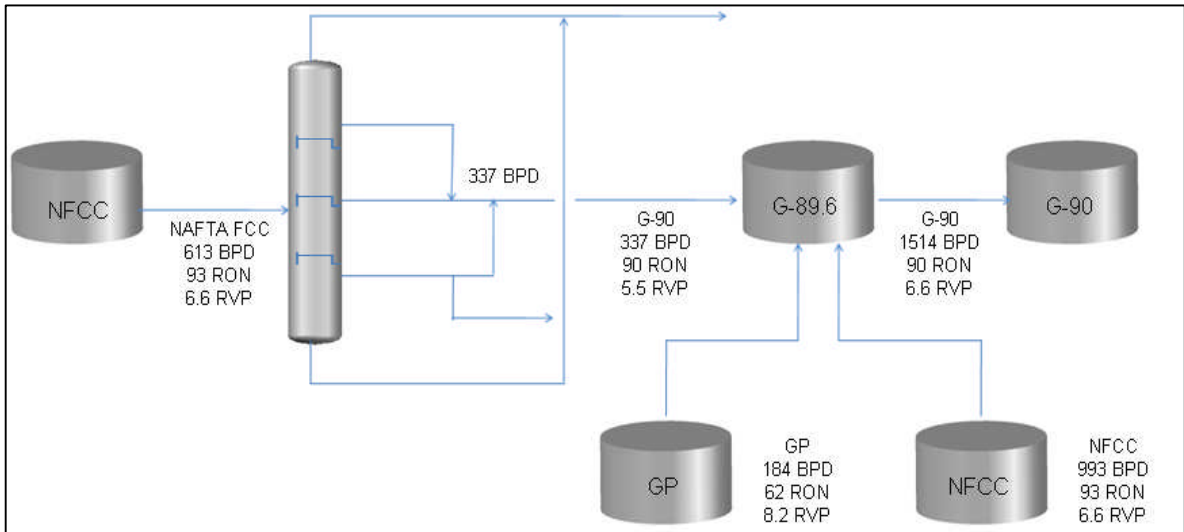 NFCC
NAFTA FCC
613 BPD
93 RON
6.6 RVP
337 BPD
G-90
337 BPD
90 RON
5.5 RVP
G-89.6
G-90
1514 BPD
90 RON
6.6 RVP
G-90
GP
GP
184 BPD
62 RON
8.2 RVP
NFCC
NFCC
993 BPD
93 RON
6.6 RVP